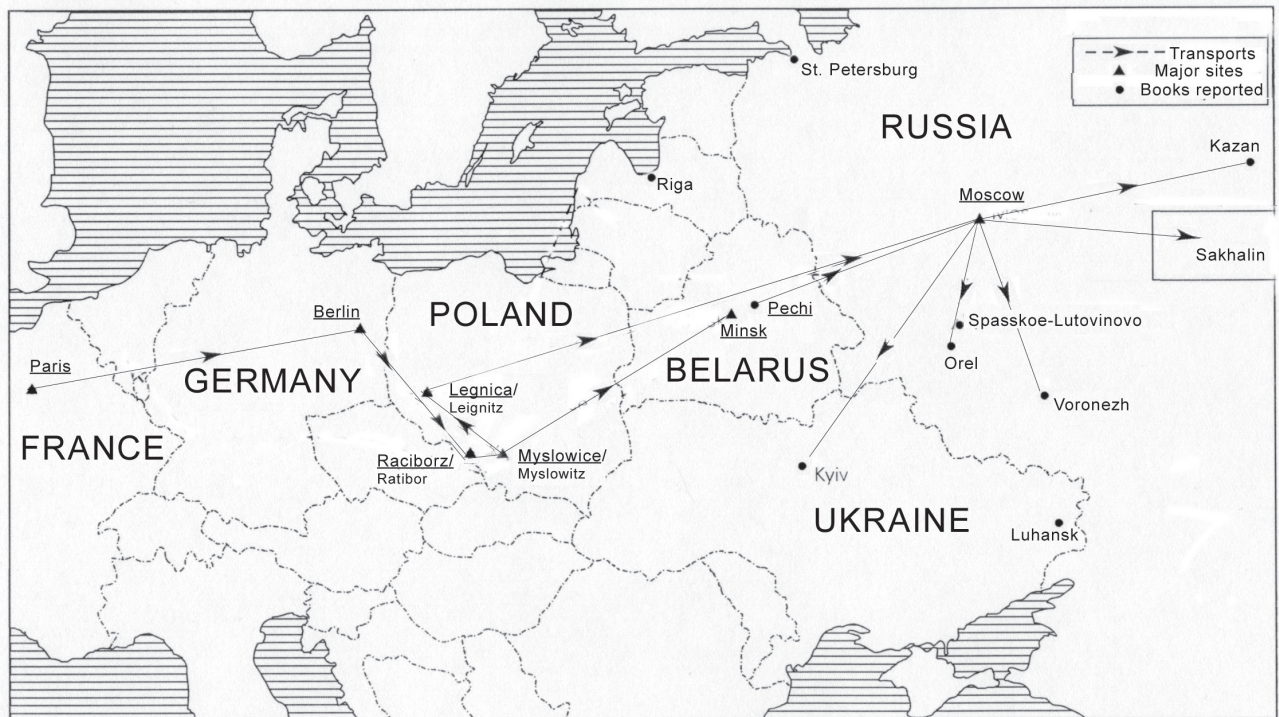 Transports
Major sites
Books reported
St. Petersburg
RUSSIA
Kazan
Riga
Moscow
Sakhalin
Berlin
POLAND
Pechi
Minsk
Spasskoe-Lutovinovo
Orel
Paris
GERMANY
BELARUS
Legnica/
Leignitz
Voronezh
FRANCE
Raciborz/
Ratibor
Myslowice/
Myslowitz
Kyiv
UKRAINE
Luhansk